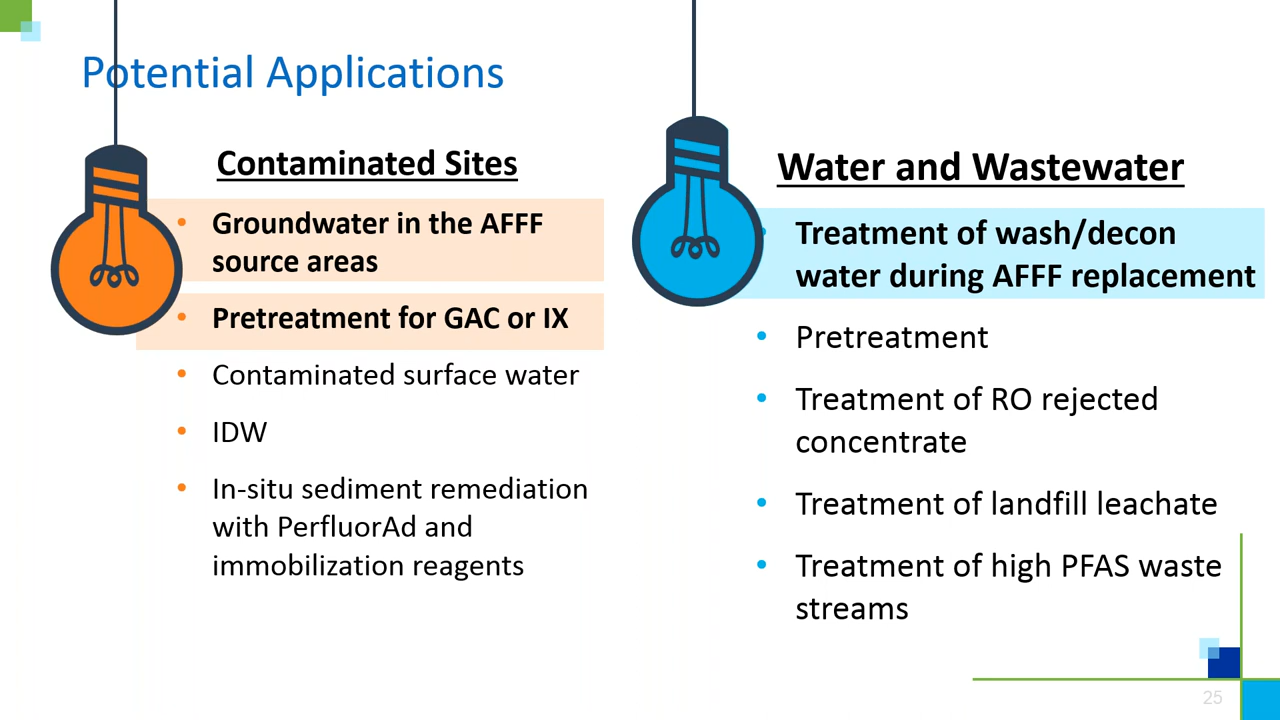 Potential Applications
Contaminated Sites
• Groundwater in the AFFF
source areas
• Pretreatment for GAC or IX
• Contaminated surface water
• IDW
• In-situ sediment remediation
with PerfluorAd and
immobilization reagents
Water and Wastewater
• Treatment of wash/decon
water during AFFF replacement
• Pretreatment
• Treatment of RO rejected
concentrate
• Treatment of landfill leachate
• Treatment of high PFAS waste
streams
25